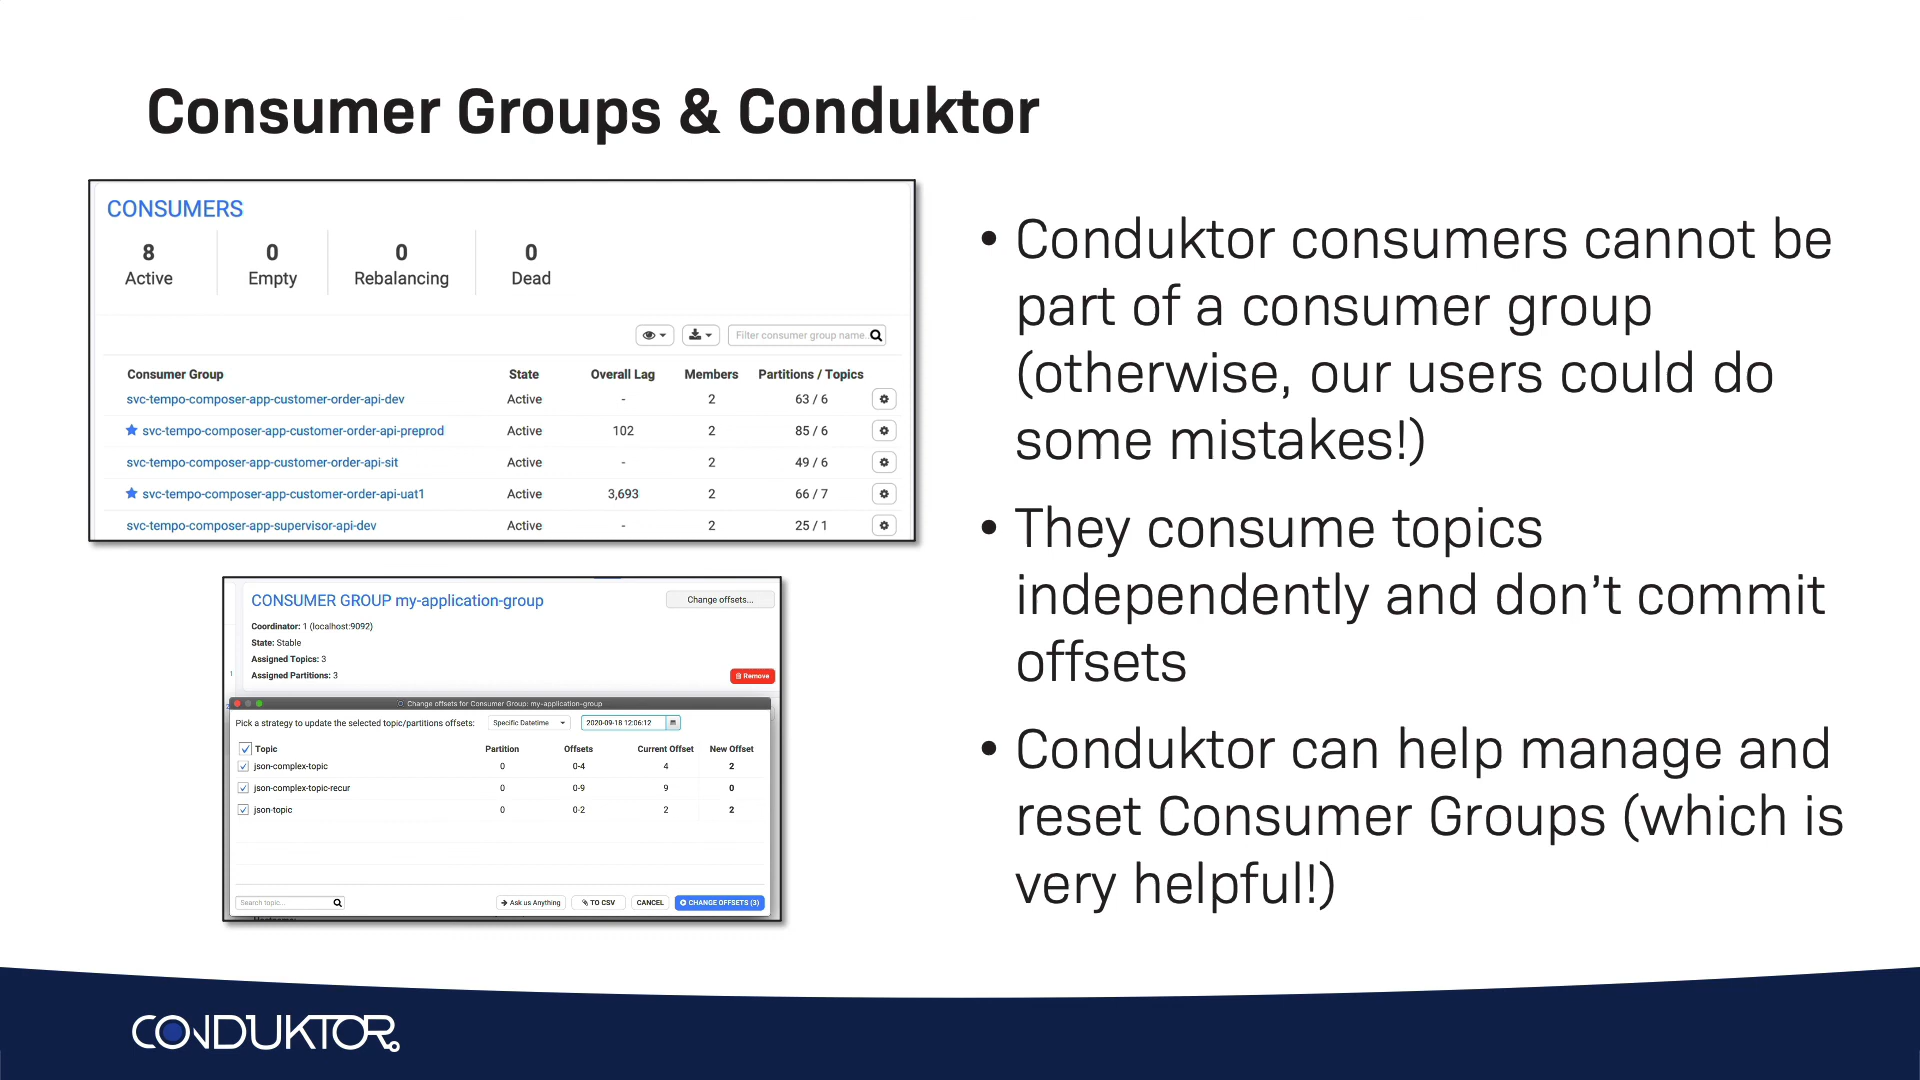 Consumer Groups & Conduktor
CONSUMERS
8 0 0 0
Active Empty Rebalancing Dead
Filter consumer group name.
Consumer Group State Overall Lag Members Partitions / Topics
svc-tempo-composer-app-customer-order-api-dev Active - 2 63 / 6
svc-tempo-composer-app-customer-order-api-preprod Active 102 2 85 / 6
svc-tempo-composer-app-customer-order-api-sit Active - 2 49 / 6
svc-tempo-composer-app-customer-order-api-uat1 Active 3,693 2 66 / 7
svc-tempo-composer-app-supervisor-api-dev Active - 2 25 / 1
CONSUMER GROUP my-application-group Change offsets...
Coordinator: 1 (localhost:9092)
State: Stable
Assigned Topics: 3
Assigned Partitions: 3
Remove
Change offsets for Consumer Group: my-application-group
Pick a strategy to update the selected topic/partitions offsets: Specific Datetime 2020-09-18 12:06:12
Topic Partition Offsets Current Offset New Offset
json-complex-topic 0 0-4 4 2
json-complex-topic-recur 0 0-9 9 0
json-topic 0 0-2 2 2
Search topic... Ask us Anything TO CSV CANCEL CHANGE OFFSETS (3)
• Conduktor consumers cannot be
part of a consumer group
(otherwise, our users could do
some mistakes!)
• They consume topics
independently and don't commit
offsets
• Conduktor can help manage and
reset Consumer Groups (which is
very helpful!)
CONDUKTOR